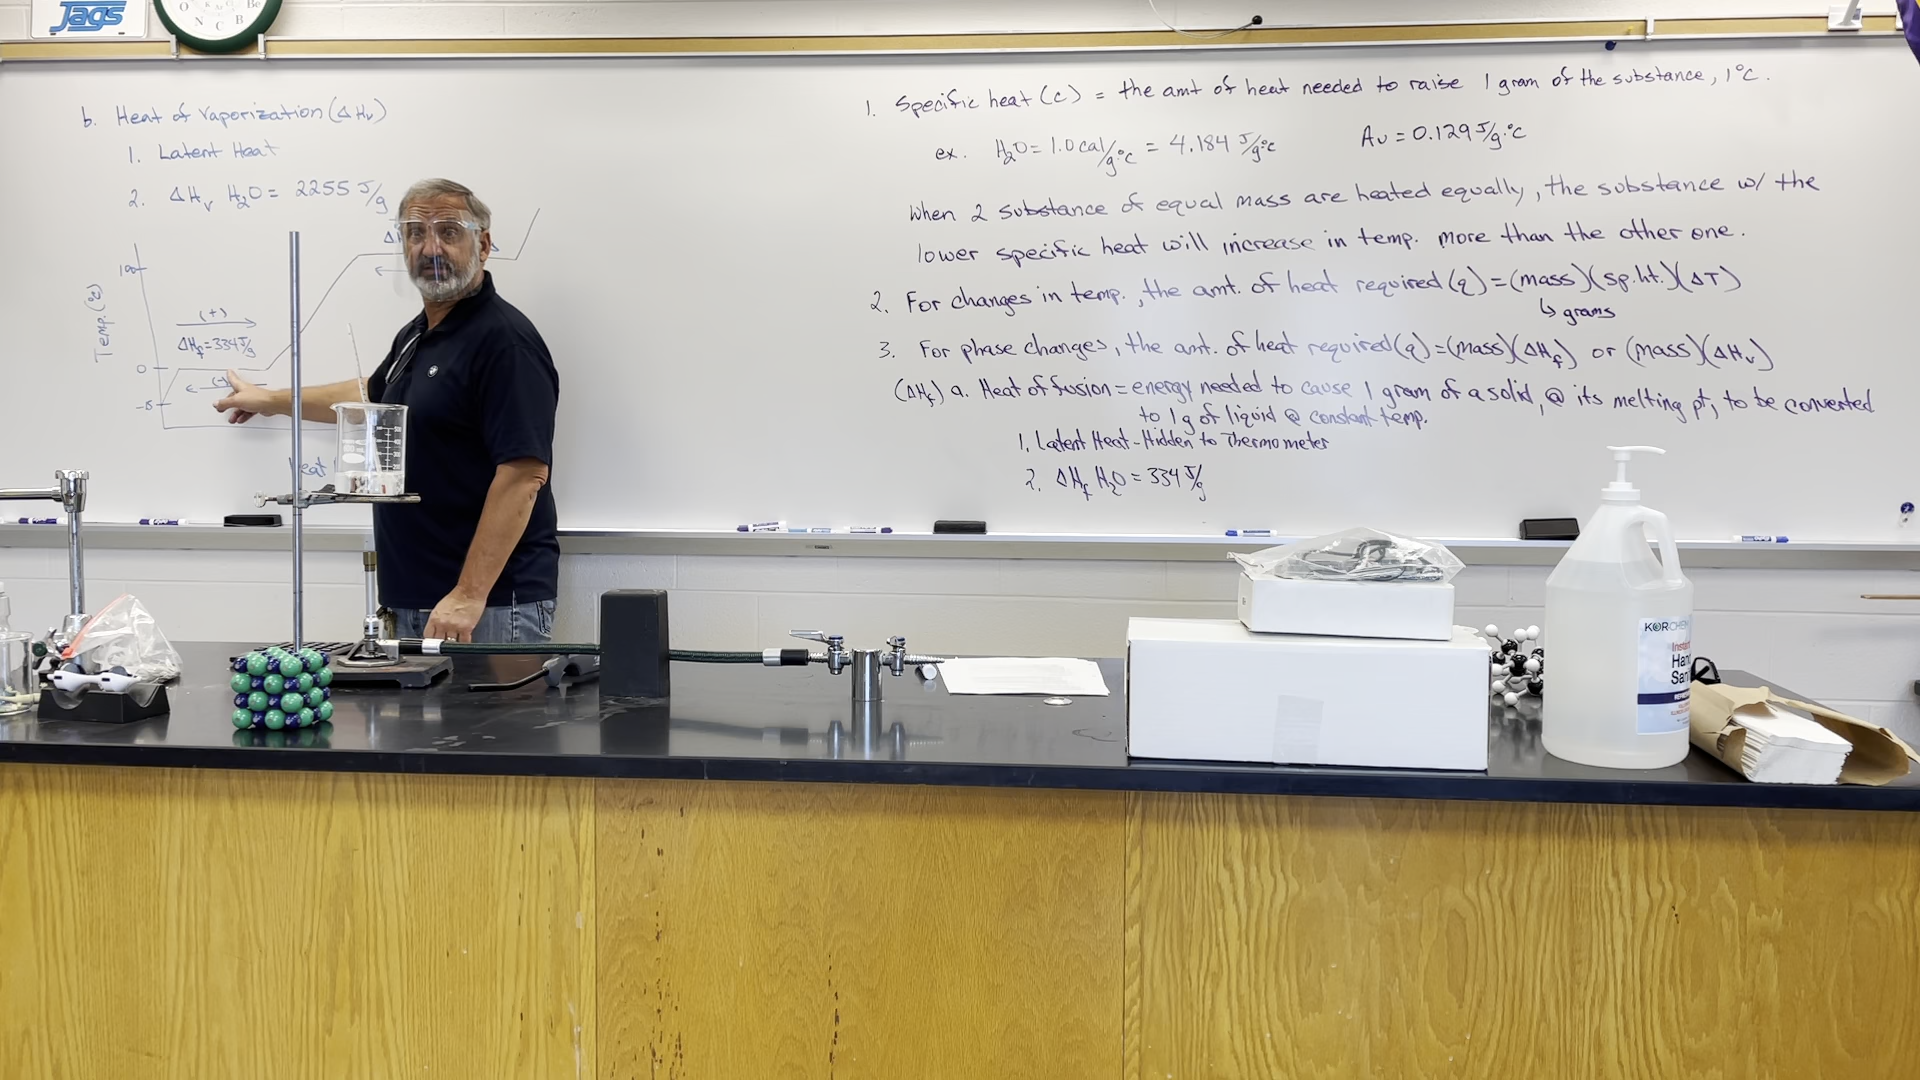 Jags
O N C B Be
b. Heat of Vaporization (ΔHv)
1. Latent Heat
2. ΔHv H2O = 2255 J/g
100
0
-5
Temp. (°C)
(+)
ΔHf = 334 J/g
(-)
1. Specific heat (c) = the amt of heat needed to raise 1 gram of the substance, 1°C.
ex. H2O = 1.0 cal/g·°C = 4.184 J/g·°C Au = 0.129 J/g·°C
When 2 substance of equal mass are heated equally, the substance w/ the
lower specific heat will increase in temp. more than the other one.
2. For changes in temp., the amt. of heat required (q) = (mass)(sp.ht.)(ΔT)
↳ grams
3. For phase changes, the amt. of heat required (q) = (mass)(ΔHf) or (mass)(ΔHv)
(ΔHf) a. Heat of fusion = energy needed to cause 1 gram of a solid, @ its melting pt, to be converted
to 1g of liquid @ constant temp.
1. Latent Heat - Hidden to Thermometer
2. ΔHf H2O = 334 J/g
KOR-CHEM